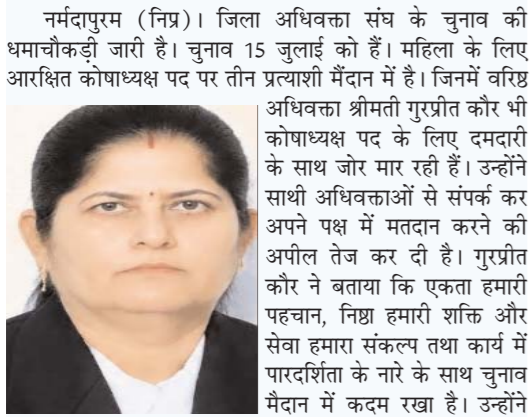 नर्मदापुरम (निप्र)। जिला अधिवक्ता संघ के चुनाव की
धमाचौकड़ी जारी है। चुनाव 15 जुलाई को हैं। महिला के लिए
आरक्षित कोषाध्यक्ष पद पर तीन प्रत्याशी मैंदान में है। जिनमें वरिष्ठ
अधिवक्ता श्रीमती गुरप्रीत कौर भी
कोषाध्यक्ष पद के लिए दमदारी
के साथ जोर मार रही हैं। उन्होंने
साथी अधिवक्ताओं से संपर्क कर
अपने पक्ष में मतदान करने की
अपील तेज कर दी है। गुरप्रीत
कौर ने बताया कि एकता हमारी
पहचान, निष्ठा हमारी शक्ति और
सेवा हमारा संकल्प तथा कार्य में
पारदर्शिता के नारे के साथ चुनाव
मैदान में कदम रखा है। उन्होंने